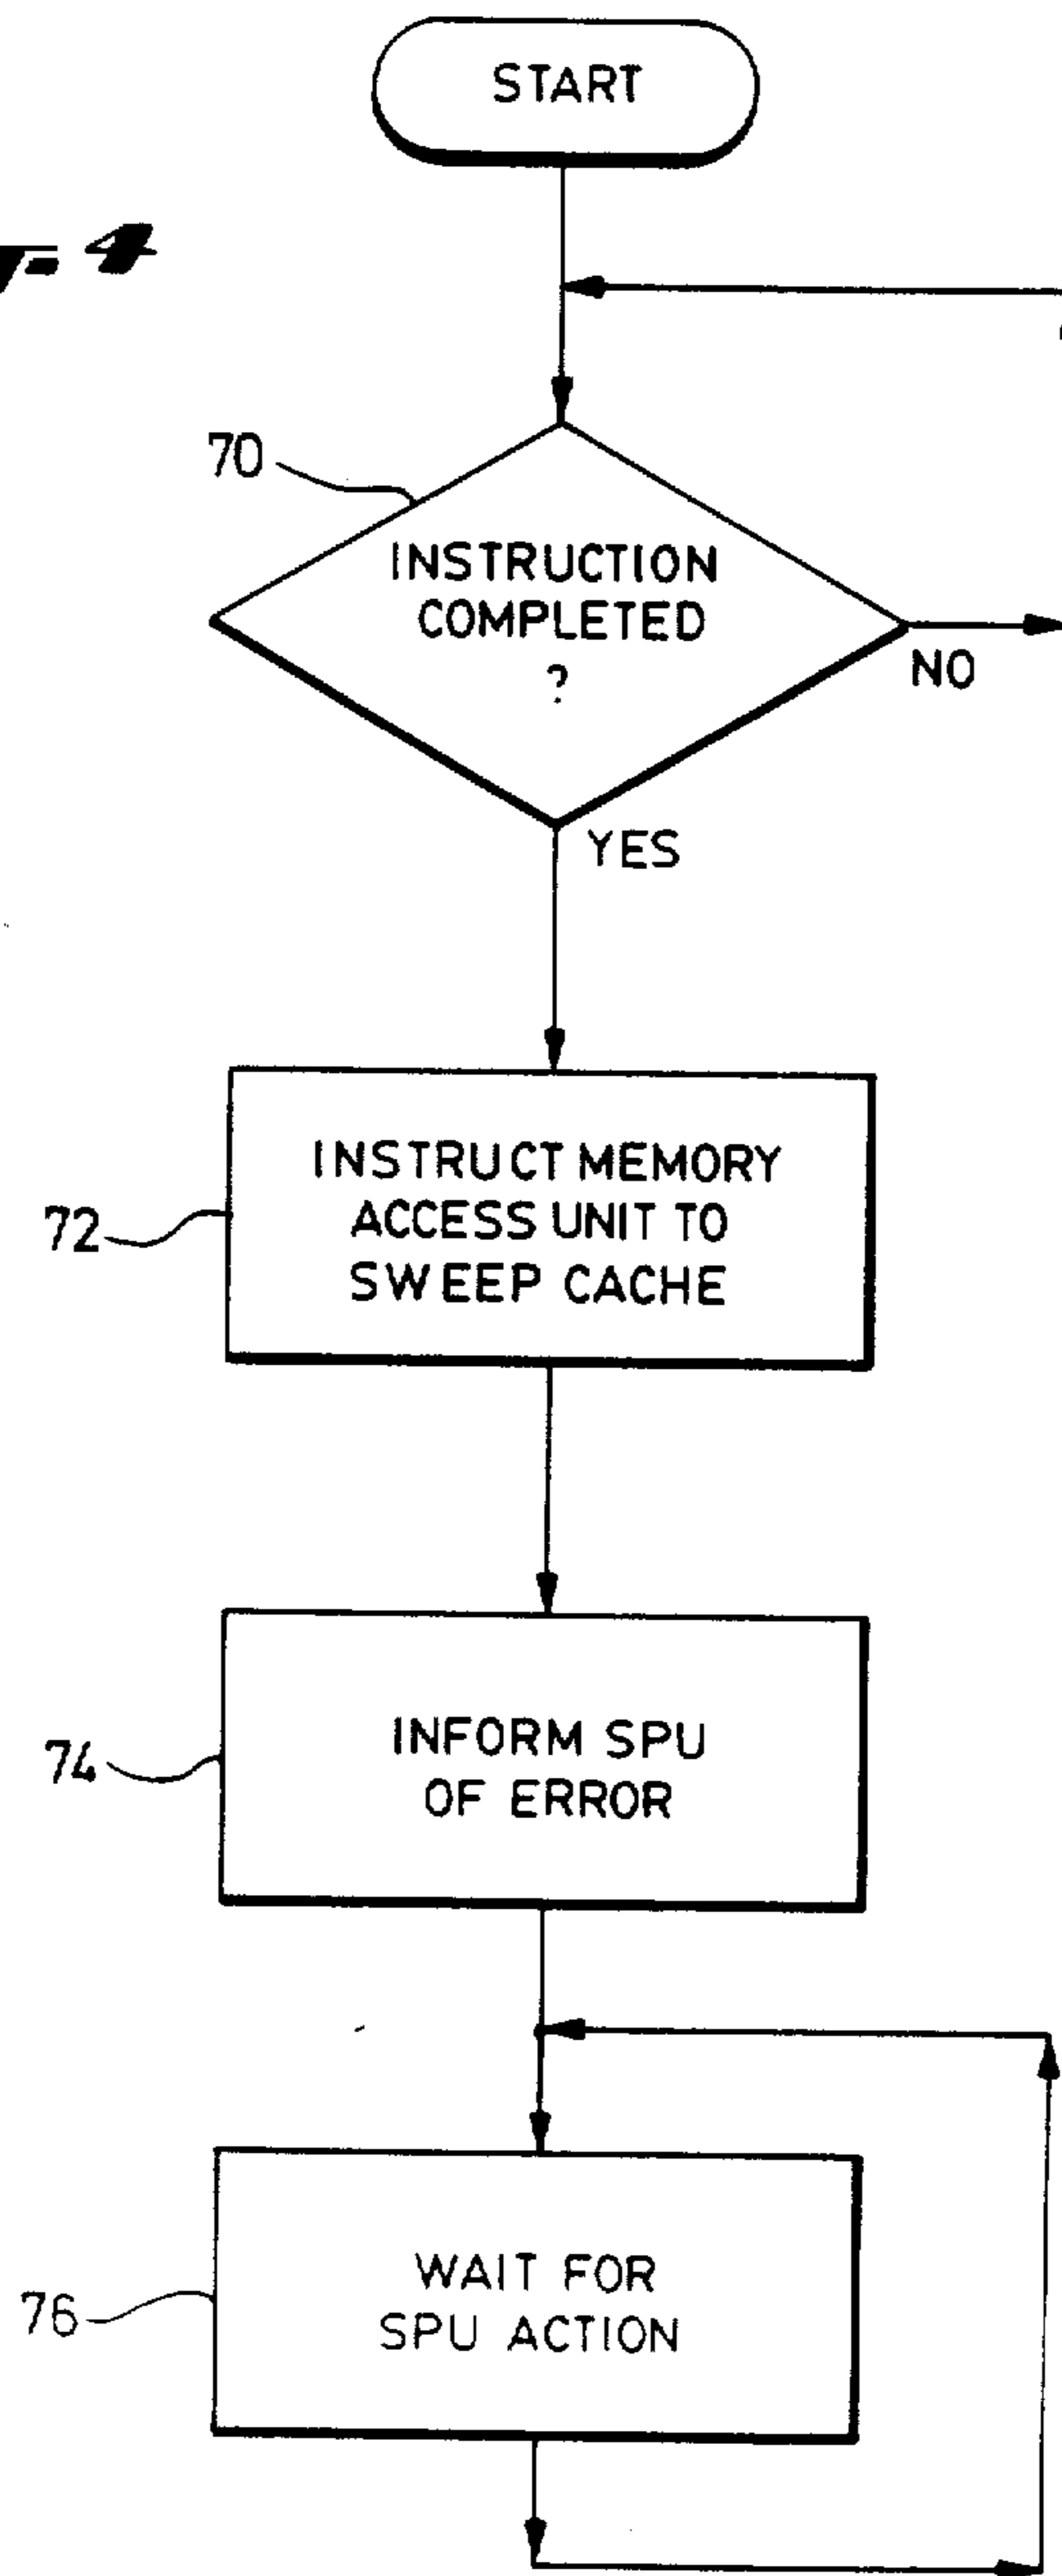 4
START
70
INSTRUCTION
COMPLETED
?
NO
YES
72
INSTRUCT MEMORY
ACCESS UNIT TO
SWEEP CACHE
74
INFORM SPU
OF ERROR
76
WAIT FOR
SPU ACTION